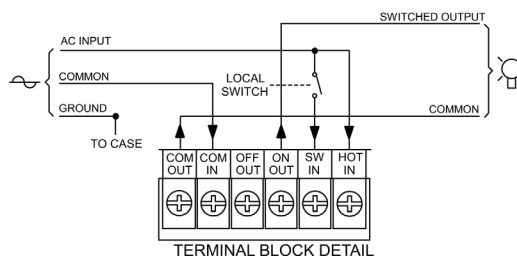 SWITCHED OUTPUT
AC INPUT
COMMON
LOCAL
SWITCH
GROUND
COMMON
TO CASE
COM
OUT
COM
IN
OFF
OUT
ON
OUT
SW
IN
HOT
IN
TERMINAL BLOCK DETAIL